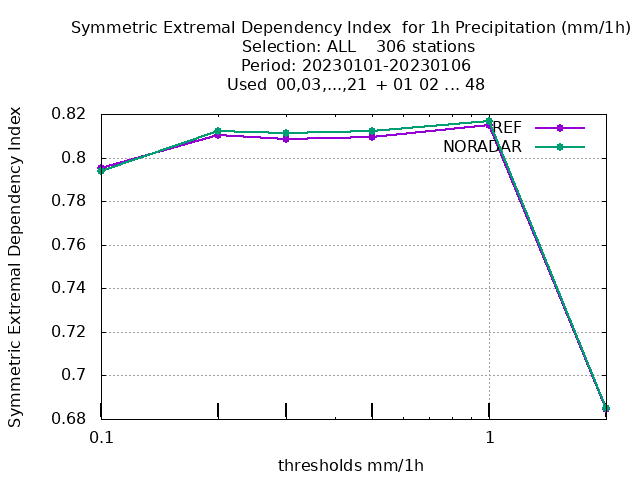 Symmetric Extremal Dependency Index  for 1h Precipitation (mm/1h)
Selection: ALL    306 stations
Period: 20230101-20230106
Used  00,03,...,21  + 01 02 ... 48
Symmetric Extremal Dependency Index
0.82
0.8
0.78
0.76
0.74
0.72
0.7
0.68
REF
NORADAR
0.1
1
thresholds mm/1h